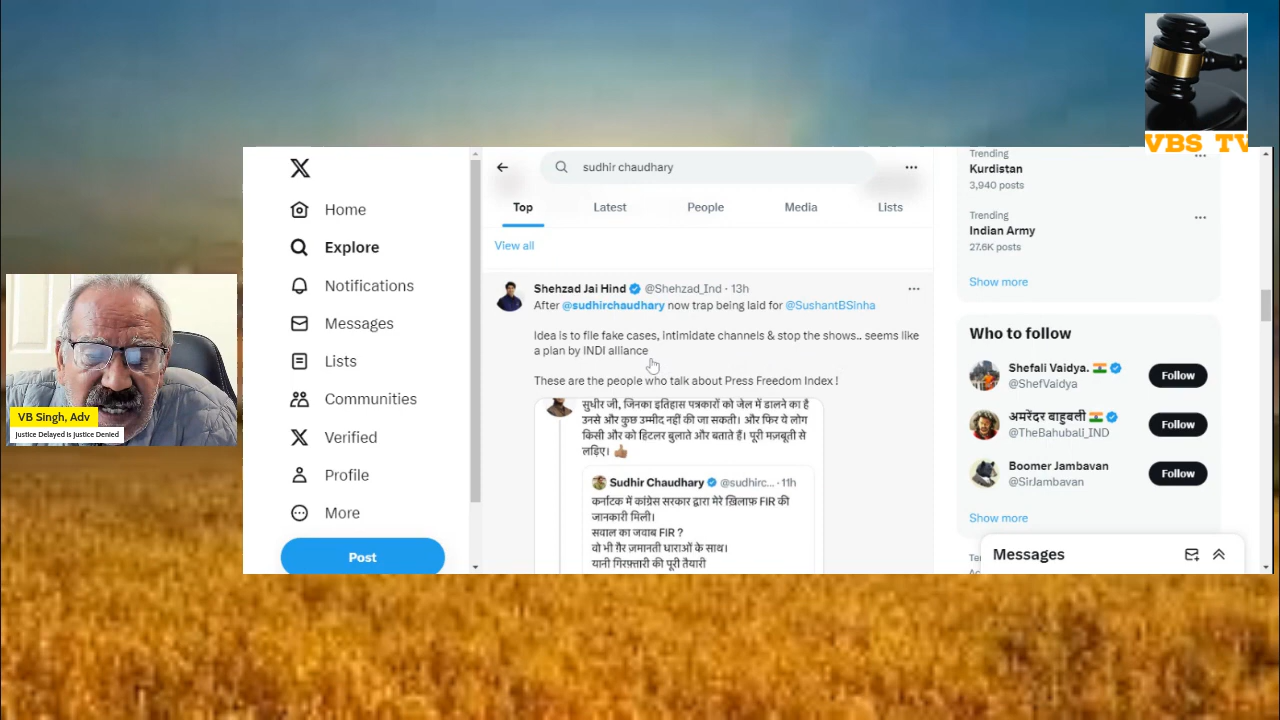 VBS TV
sudhir chaudhary
Top
Latest
People
Media
Lists
View all
Home
Explore
Notifications
Messages
Lists
Communities
Verified
Profile
More
Post
VB Singh, Adv
Justice Delayed is Justice Denied
Shehzad Jai Hind @Shehzad_Ind · 13h
After @sudhirchaudhary now trap being laid for @SushantBSinha
Idea is to file fake cases, intimidate channels & stop the shows.. seems like
a plan by INDI alliance
These are the people who talk about Press Freedom Index !
सुधीर जी, जिनका इतिहास पत्रकारों को जेल में डालने का है
उनसे और कुछ उम्मीद नहीं की जा सकती। और फिर ये लोग
किसी और को हिटलर बुलाते और बताते हैं। पूरी मज़बूती से
लड़िए। 👍
Sudhir Chaudhary @sudhirc... · 11h
कर्नाटक में कांग्रेस सरकार द्वारा मेरे ख़िलाफ़ FIR की
जानकारी मिली।
सवाल का जवाब FIR ?
वो भी ग़ैर ज़मानती धाराओं के साथ।
यानी गिरफ़्तारी की पूरी तैयारी
Trending
Kurdistan
3,940 posts
Trending
Indian Army
27.6K posts
Show more
Who to follow
Shefali Vaidya. 🇮🇳
@ShefVaidya
Follow
अमरेंदर बाहुबली 🇮🇳
@TheBahubali_IND
Follow
Boomer Jambavan
@SirJambavan
Follow
Show more
Messages